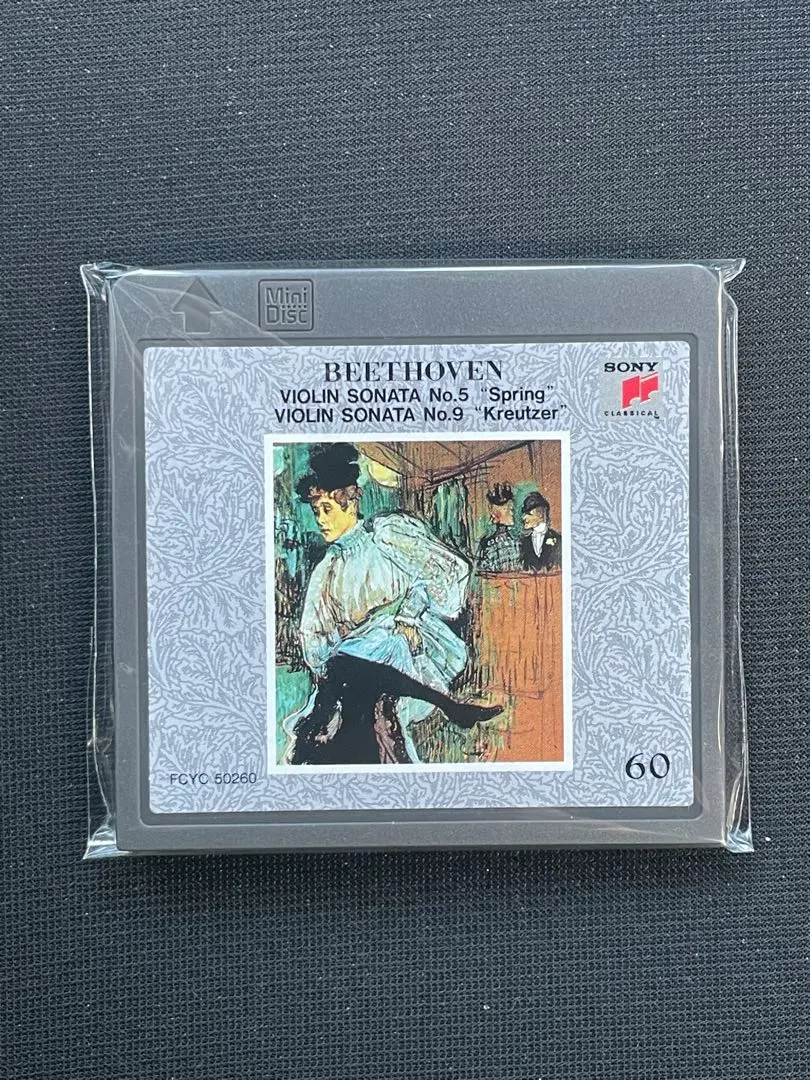 Mini
Disc
BEETHOVEN
VIOLIN SONATA No.5 “Spring”
VIOLIN SONATA No.9 “Kreutzer”
SONY
CLASSICAL
FCYC 50260
60